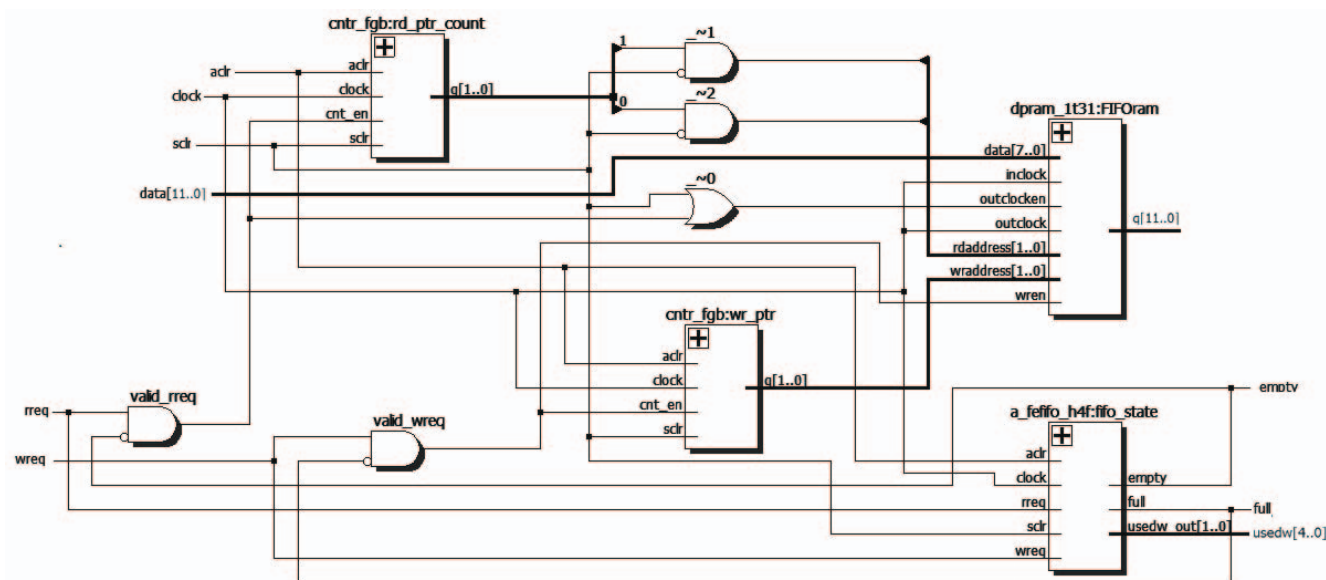 cntr_fgb:rd_ptr_count
aclr
clock
sclr
aclr
clock
cnt_en
sclr
q[1..0]
1
0
_~1
_~2
_~0
data[11..0]
dpram_1t31:FIFOram
data[7..0]
inclock
outclocken
outclock
rdaddress[1..0]
wraddress[1..0]
wren
q[11..0]
cntr_fgb:wr_ptr
aclr
clock
cnt_en
sclr
q[1..0]
rreq
wreq
valid_rreq
valid_wreq
a_fefifo_h4f:fifo_state
aclr
clock
rreq
sclr
wreq
empty
full
usedw_out[1..0]
empty
full
usedw[4..0]